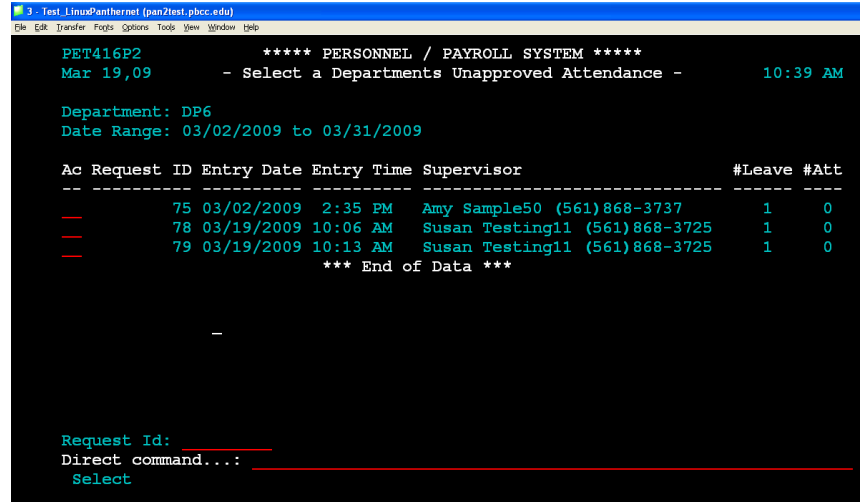 3 - Test_LinuxPanthernet (pan2test.pbcc.edu)
File Edit Transfer Fonts Options Tools View Window Help
PET416P2 ***** PERSONNEL / PAYROLL SYSTEM *****
Mar 19,09 - Select a Departments Unapproved Attendance - 10:39 AM
Department: DP6
Date Range: 03/02/2009 to 03/31/2009
Ac Request ID Entry Date Entry Time Supervisor #Leave #Att
-- ---------- ---------- ---------- ------------------------------ ------ ----
__ 75 03/02/2009 2:35 PM Amy Sample50 (561)868-3737 1 0
__ 78 03/19/2009 10:06 AM Susan Testing11 (561)868-3725 1 0
__ 79 03/19/2009 10:13 AM Susan Testing11 (561)868-3725 1 0
*** End of Data ***
Request Id:
Direct command...:
Select